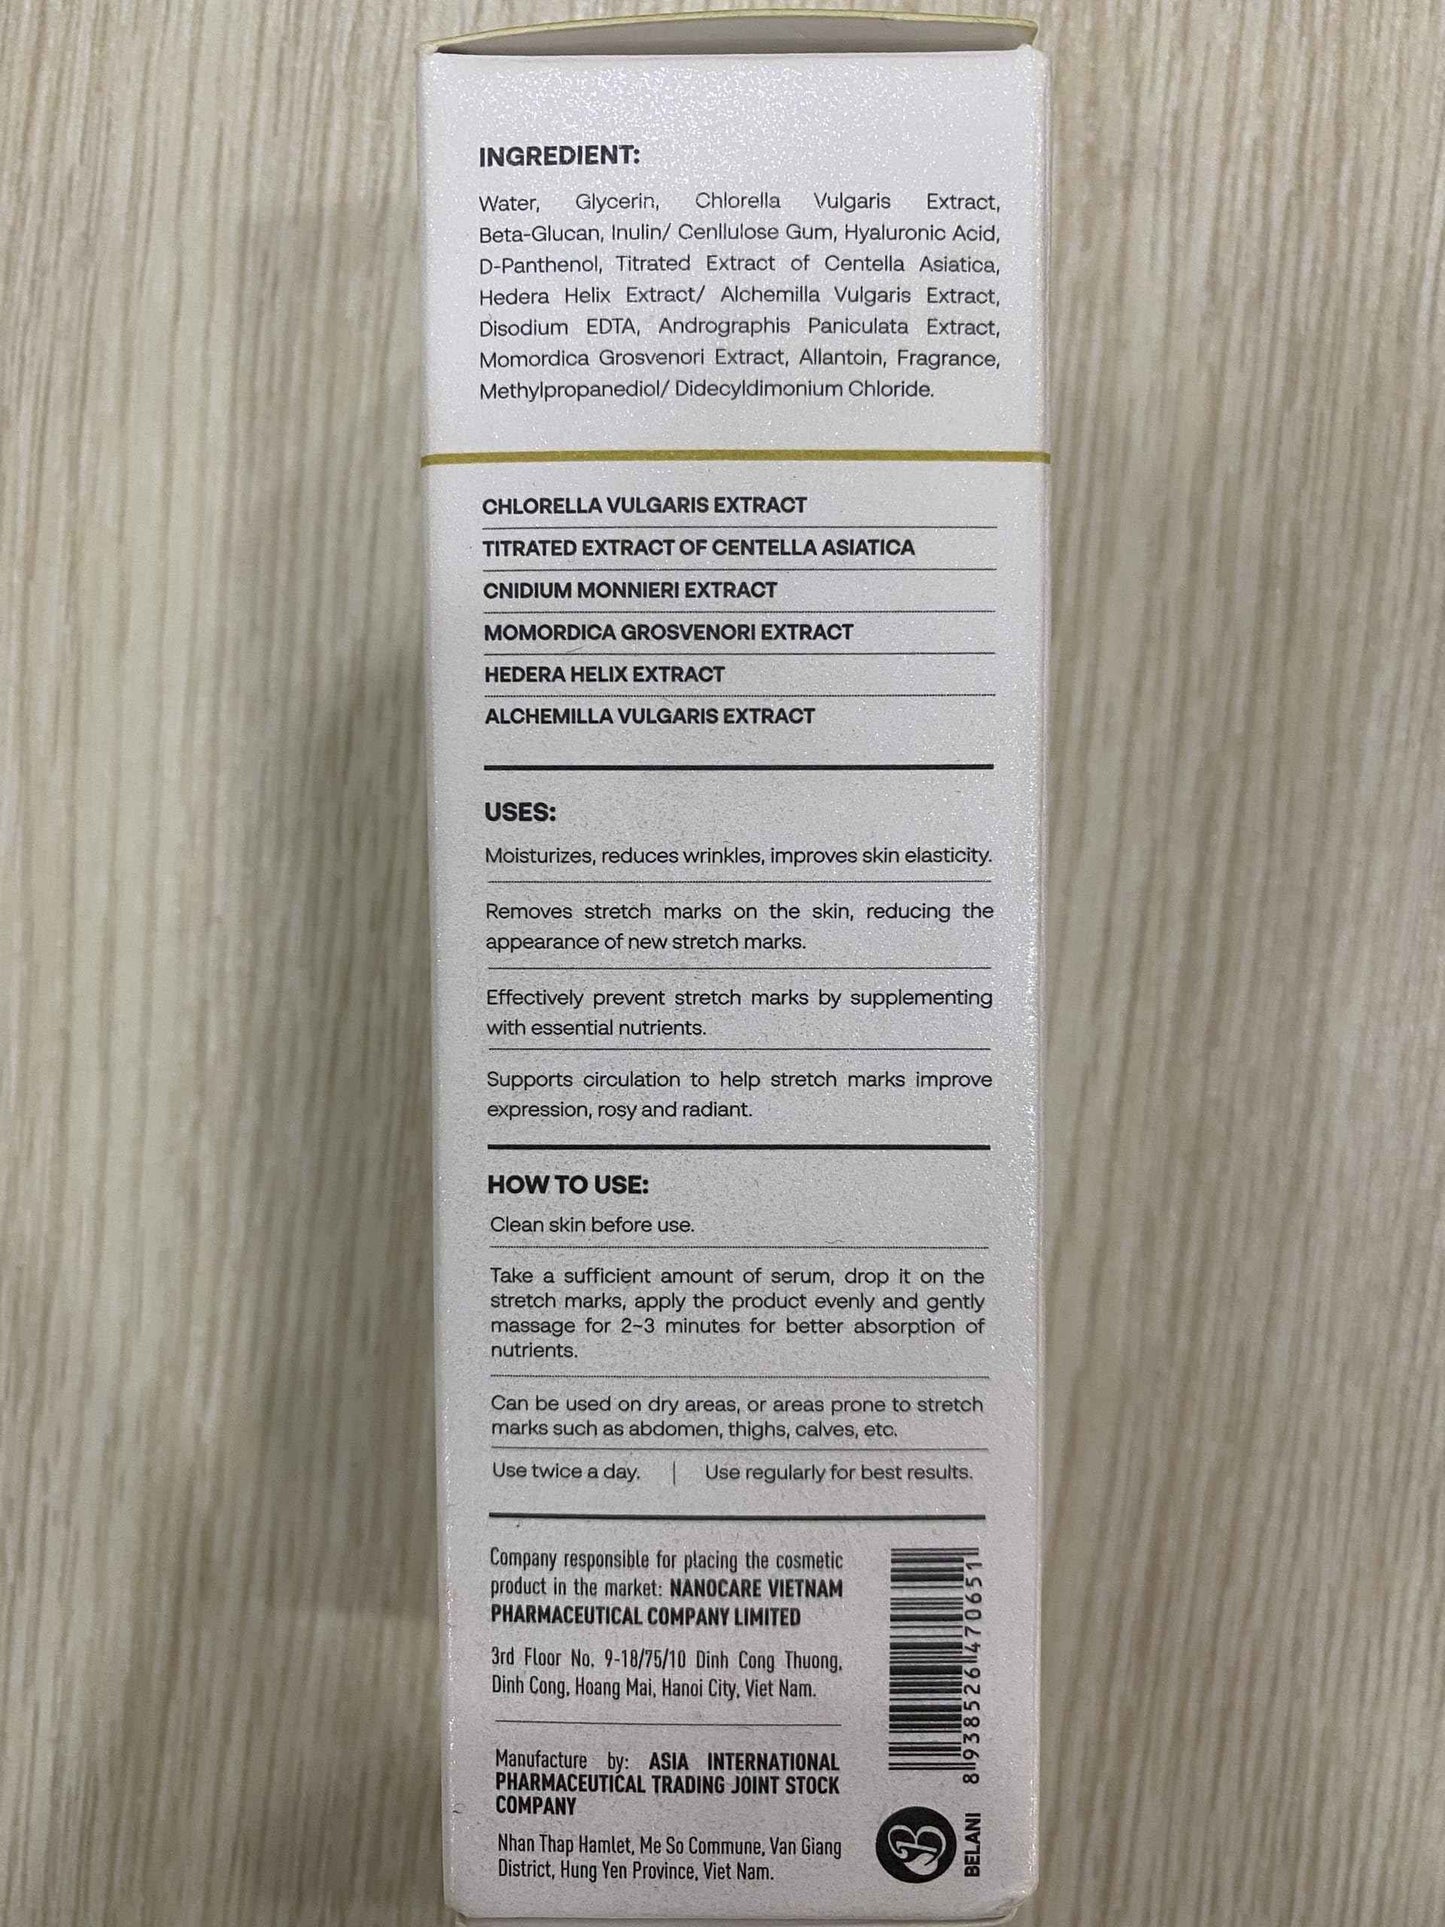 INGREDIENT:
Water, Glycerin, Chlorella Vulgaris Extract,
Beta-Glucan, Inulin/ Cenllulose Gum, Hyaluronic Acid,
D-Panthenol, Titrated Extract of Centella Asiatica,
Hedera Helix Extract/ Alchemilla Vulgaris Extract,
Disodium EDTA, Andrographis Paniculata Extract,
Momordica Grosvenori Extract, Allantoin, Fragrance,
Methylpropanediol/ Didecyldimonium Chloride.
CHLORELLA VULGARIS EXTRACT
TITRATED EXTRACT OF CENTELLA ASIATICA
CNIDIUM MONNIERI EXTRACT
MOMORDICA GROSVENORI EXTRACT
HEDERA HELIX EXTRACT
ALCHEMILLA VULGARIS EXTRACT
USES:
Moisturizes, reduces wrinkles, improves skin elasticity.
Removes stretch marks on the skin, reducing the
appearance of new stretch marks.
Effectively prevent stretch marks by supplementing
with essential nutrients.
Supports circulation to help stretch marks improve
expression, rosy and radiant.
HOW TO USE:
Clean skin before use.
Take a sufficient amount of serum, drop it on the
stretch marks, apply the product evenly and gently
massage for 2~3 minutes for better absorption of
nutrients.
Can be used on dry areas, or areas prone to stretch
marks such as abdomen, thighs, calves, etc.
Use twice a day. | Use regularly for best results.
Company responsible for placing the cosmetic
product in the market: NANOCARE VIETNAM
PHARMACEUTICAL COMPANY LIMITED
3rd Floor No. 9-18/75/10 Dinh Cong Thuong,
Dinh Cong, Hoang Mai, Hanoi City, Viet Nam.
Manufacture by: ASIA INTERNATIONAL
PHARMACEUTICAL TRADING JOINT STOCK
COMPANY
Nhan Thap Hamlet, Me So Commune, Van Giang
District, Hung Yen Province, Viet Nam.
8 938526 470651
BELANI